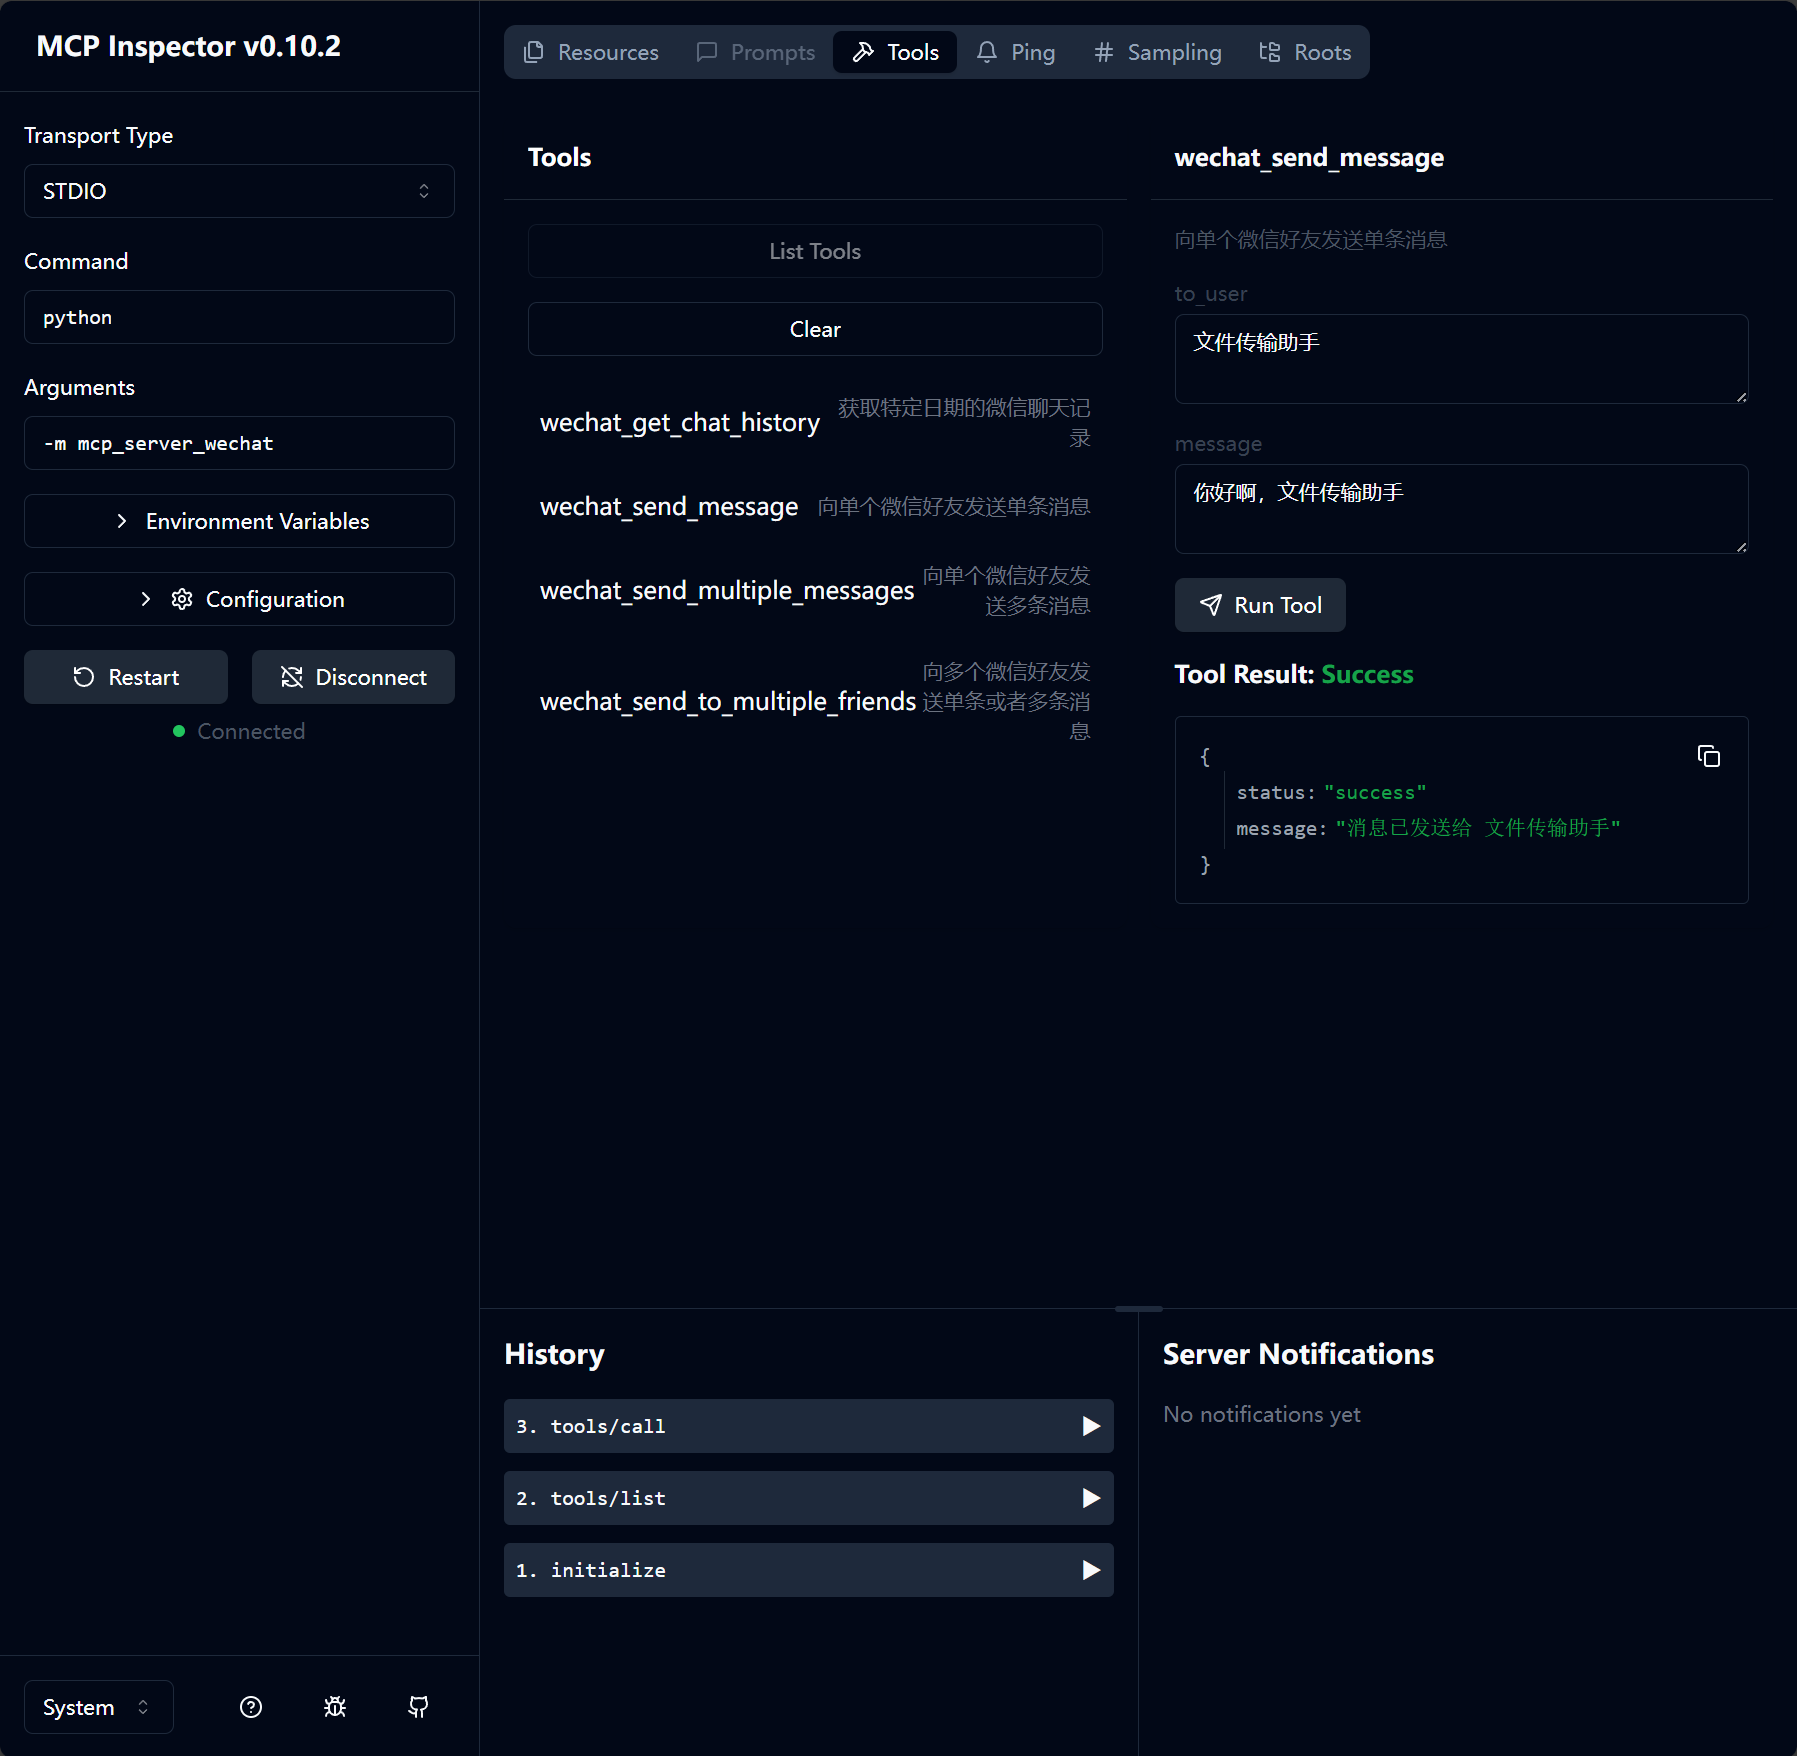 MCP Inspector v0.10.2
Transport Type
STDIO
Command
python
Arguments
-m mcp_server_wechat
Environment Variables
Configuration
Restart
Disconnect
Connected
System
Resources
Prompts
Tools
Ping
Sampling
Roots
Tools
List Tools
Clear
wechat_get_chat_history
获取特定日期的微信聊天记
录
wechat_send_message
向单个微信好友发送单条消息
wechat_send_multiple_messages
向单个微信好友发
送多条消息
wechat_send_to_multiple_friends
向多个微信好友发
送单条或者多条消
息
wechat_send_message
向单个微信好友发送单条消息
to_user
文件传输助手
message
你好啊，文件传输助手
Run Tool
Tool Result: Success
{
status: "success"
message: "消息已发送给 文件传输助手"
}
History
3. tools/call
2. tools/list
1. initialize
Server Notifications
No notifications yet